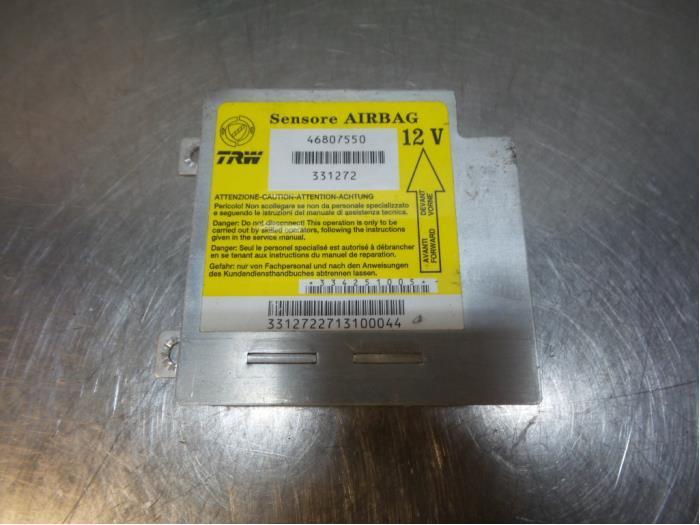 Sensore AIRBAG
46807550
12 V
TRW
331272
ATTENZIONE-CAUTION-ATTENTION-ACHTUNG
Pericolo! Non scollegare se non da personale specializzato
e seguendo le istruzioni del manuale di assistenza tecnica.
Danger: Do not disconnect! This operation is only to be
carried out by skilled operators, following the instructions
given in the service manual.
Danger: Seul le personel specialisé est autorisé à débrancher
en se tenant aux instructions du manuel de reparation.
Gefahr: nur von Fachpersonal und nach den Anweisungen
des Kundendiensthandbuches abtrennen lassen.
AVANTI DEVANT
FORWARD VORNE
*334251005*
3312722713100044